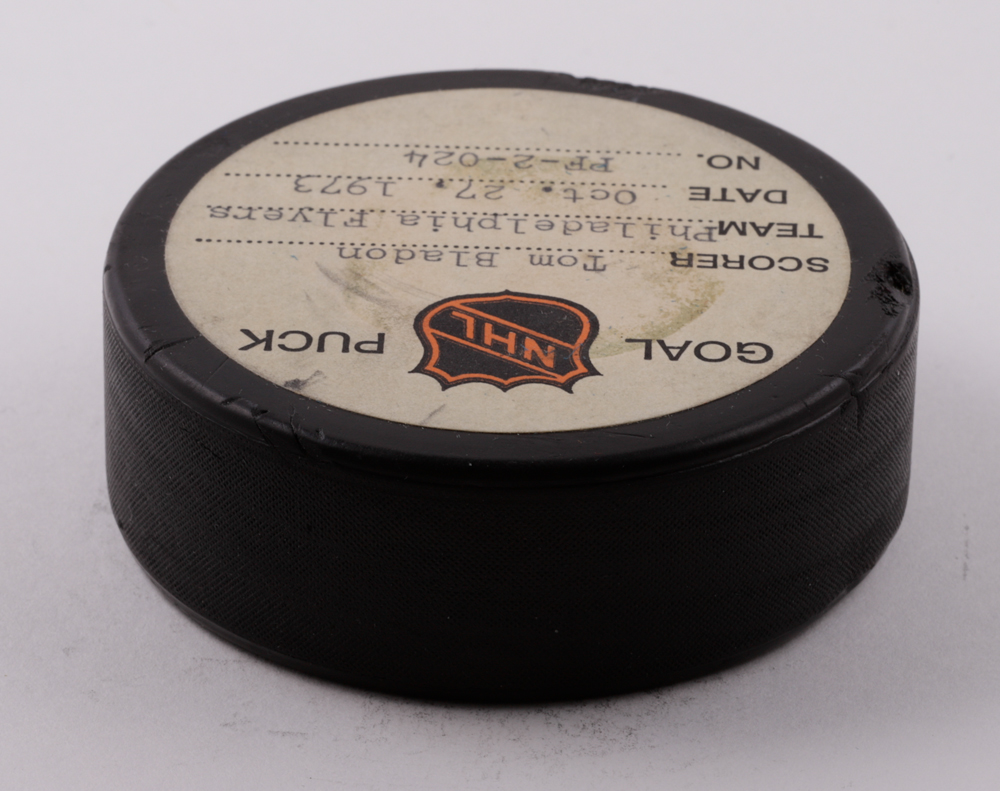 GOAL NHL PUCK
SCORER Tom Bladon
TEAM Philadelphia Flyers
DATE Oct. 27, 1973
NO. PF-2-024